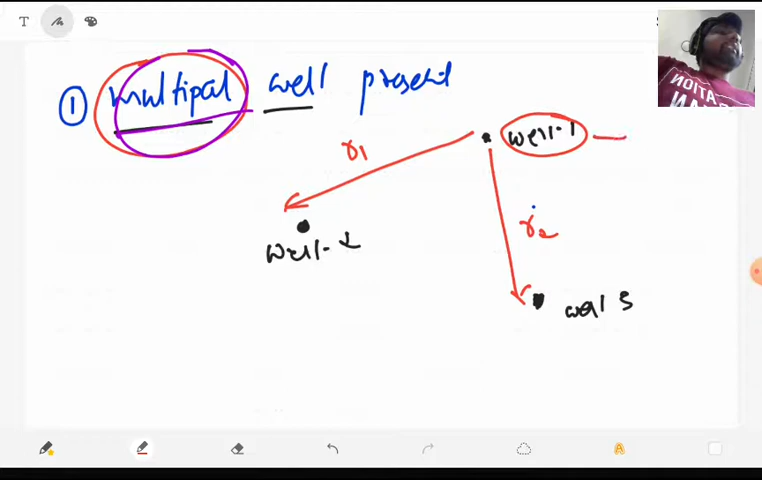 ① multipal well present
well-1
r1
r2
well-2
well 3
T
A